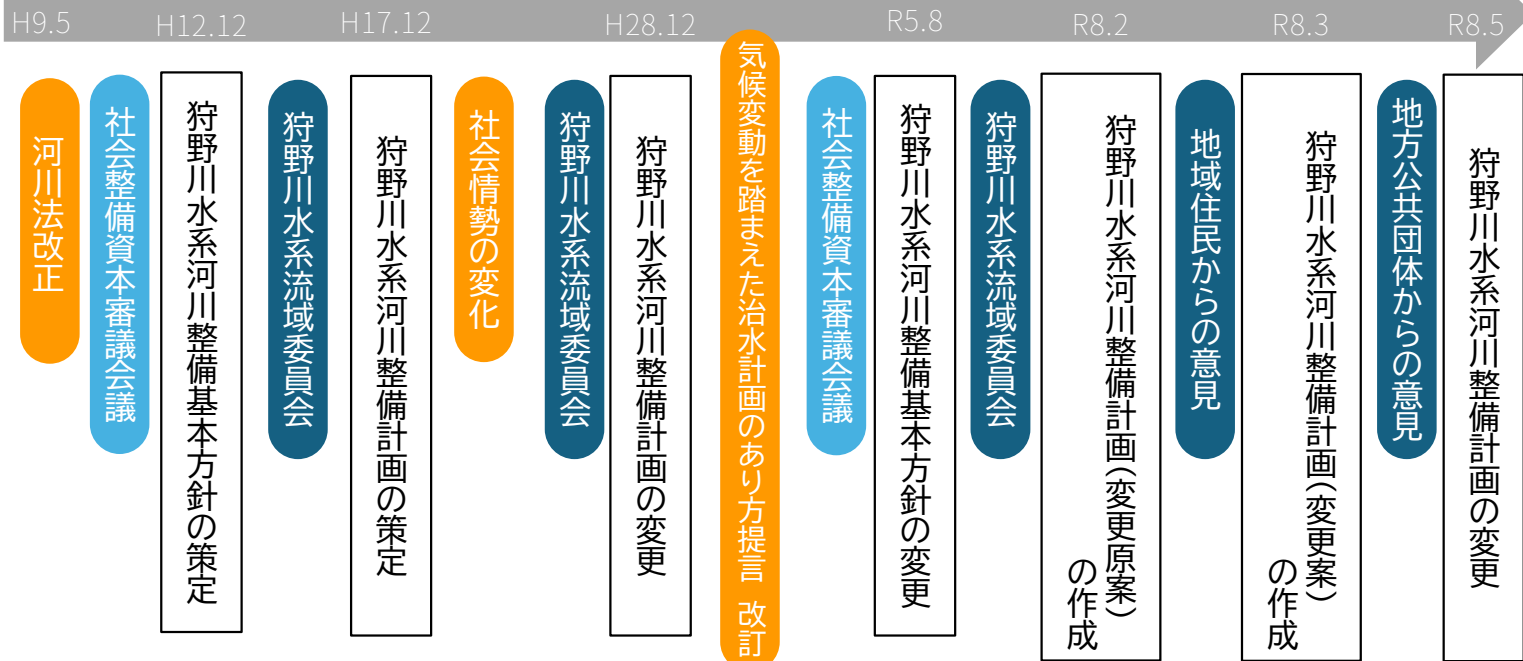 H9.5
H12.12
H17.12
H28.12
R5.8
R8.2
R8.3
R8.5
河川法改正
社会整備資本審議会議
狩野川水系河川整備基本方針の策定
狩野川水系流域委員会
狩野川水系河川整備計画の策定
社会情勢の変化
狩野川水系流域委員会
狩野川水系河川整備計画の変更
気候変動を踏まえた治水計画のあり方提言 改訂
社会整備資本審議会議
狩野川水系河川整備基本方針の変更
狩野川水系流域委員会
狩野川水系河川整備計画(変更原案)
の作成
地域住民からの意見
狩野川水系河川整備計画(変更案)
の作成
地方公共団体からの意見
狩野川水系河川整備計画の変更